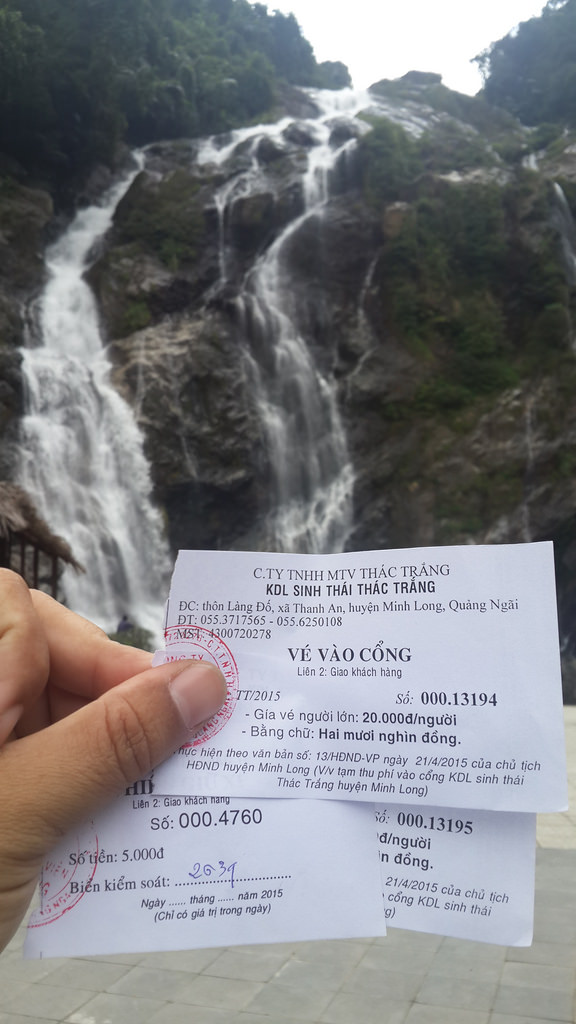 C.TY TNHH MTV THÁC TRẮNG
KDL SINH THÁI THÁC TRẮNG
ĐC: thôn Làng Đố, xã Thanh An, huyện Minh Long, Quảng Ngãi
ĐT: 055.3717565 - 055.6250108
MST: 4300720278
VÉ VÀO CỔNG
Liên 2: Giao khách hàng
TT/2015
Số: 000.13194
- Gía vé người lớn: 20.000đ/người
- Bằng chữ: Hai mươi nghìn đồng.
hực hiện theo văn bản số: 13/HĐND-VP ngày 21/4/2015 của chủ tịch
HĐND huyện Minh Long (V/v tạm thu phí vào cổng KDL sinh thái
Thác Trắng huyện Minh Long)
Liên 2: Giao khách hàng
Số: 000.4760
Số tiền: 5.000đ
Biển kiểm soát: 2639
Ngày ...... tháng ...... năm 2015
(Chỉ có giá trị trong ngày)
Số: 000.13195
đ/người
n đồng.
21/4/2015 của chủ tịch
cổng KDL sinh thái